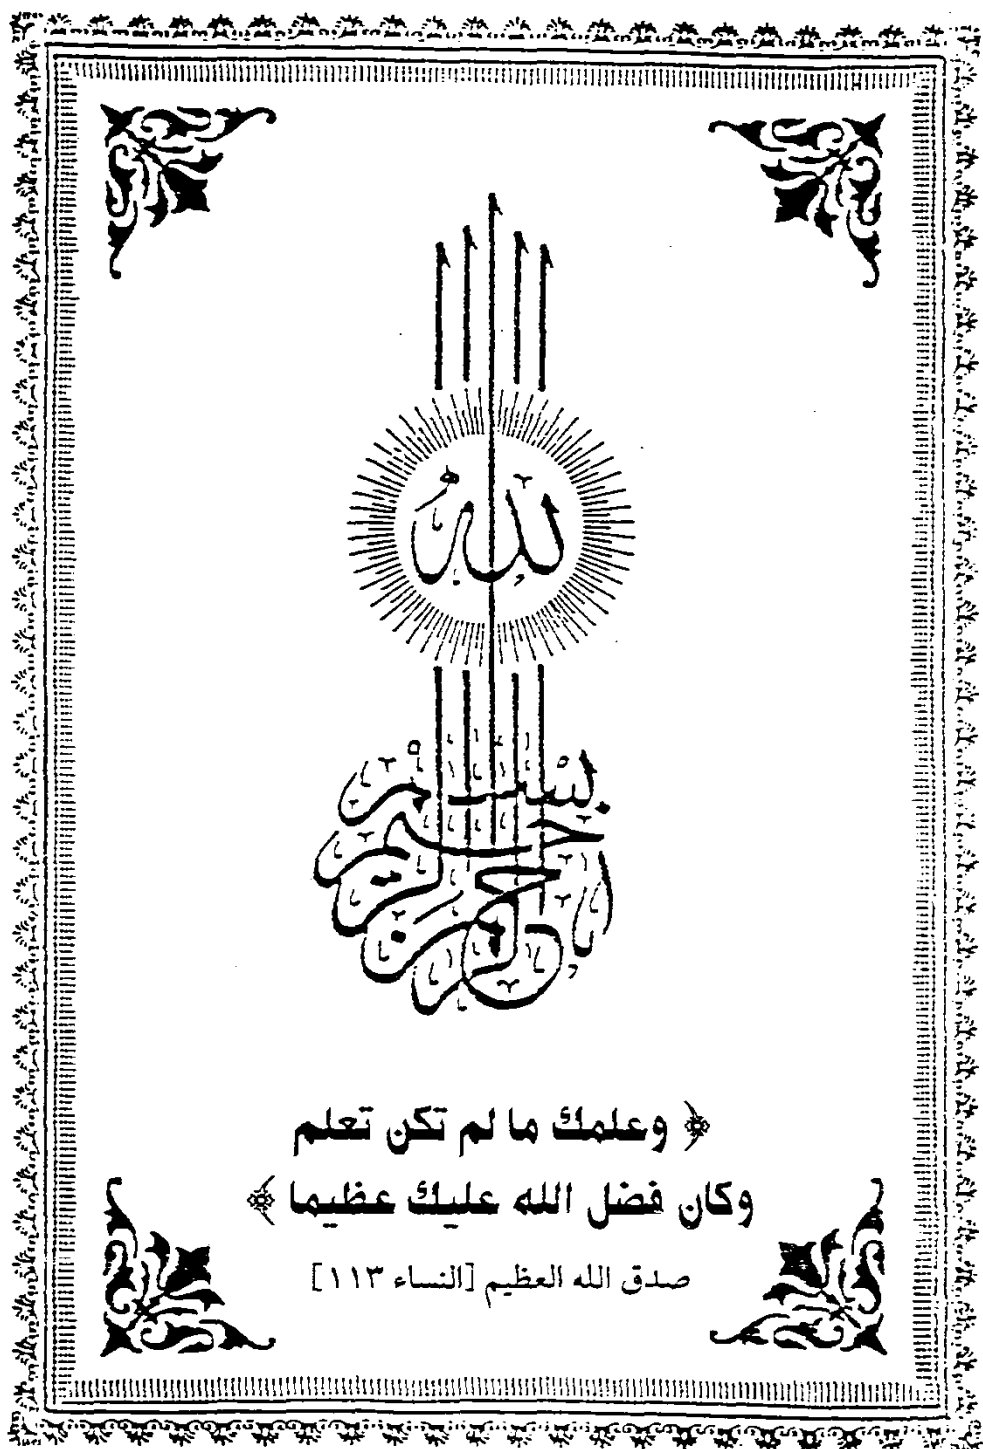 بسم الله الرحمن الرحيم
﴿ وعلمك ما لم تكن تعلم
وكان فضل الله عليك عظيما ﴾
صدق الله العظيم [النساء ١١٣]